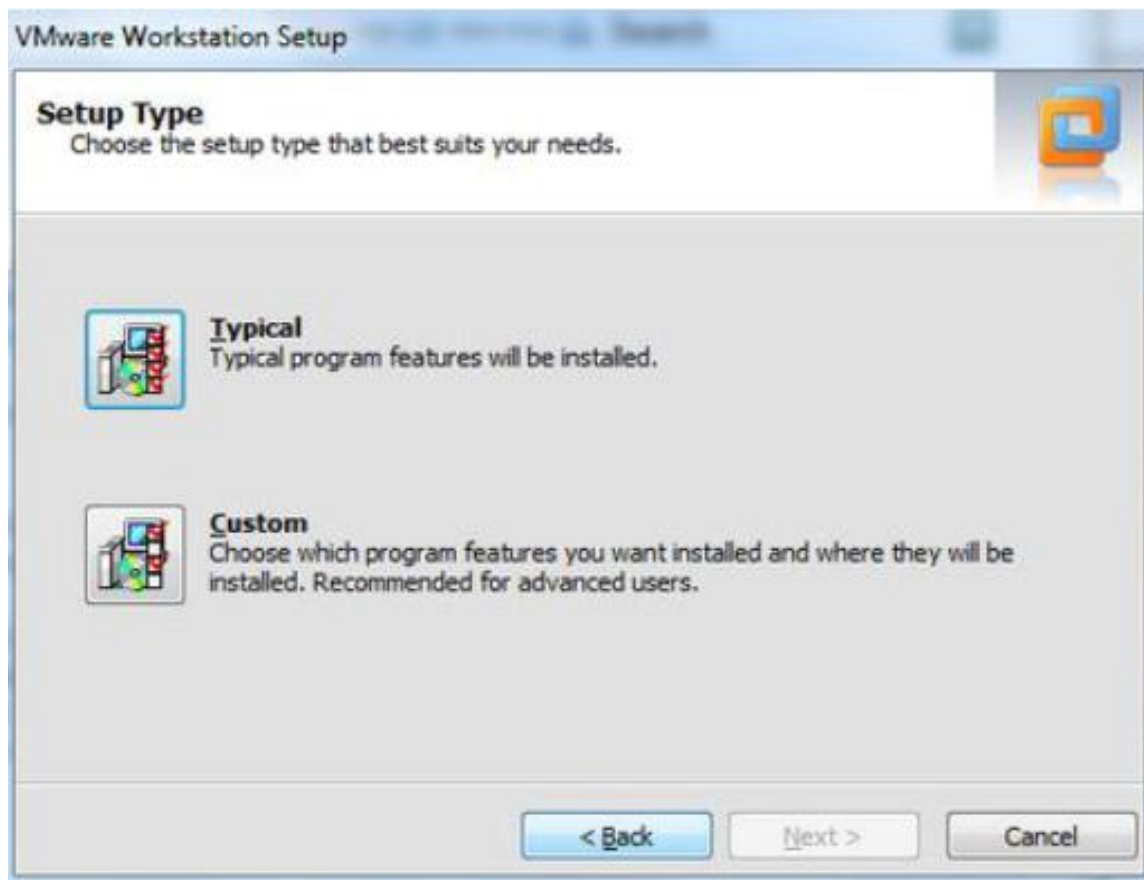 VMware Workstation Setup
Search
Setup Type
Choose the setup type that best suits your needs.
Typical
Typical program features will be installed.
Custom
Choose which program features you want installed and where they will be
installed. Recommended for advanced users.
< Back
Next >
Cancel